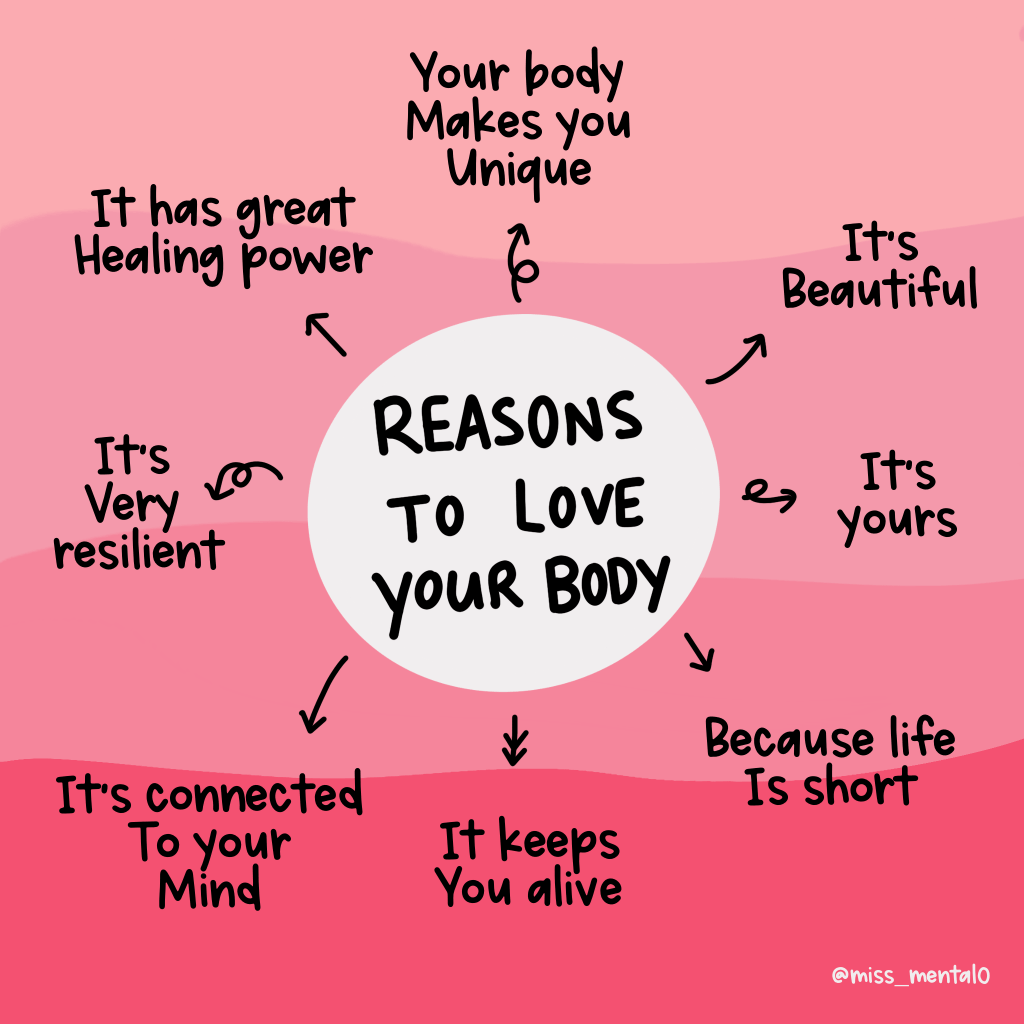 Your body
Makes you
Unique
It has great
Healing power
It's
Beautiful
REASONS
TO LOVE
YOUR BODY
It's
Very
resilient
It's
yours
Because life
Is short
It's connected
To your
Mind
It keeps
You alive
@miss_mental0